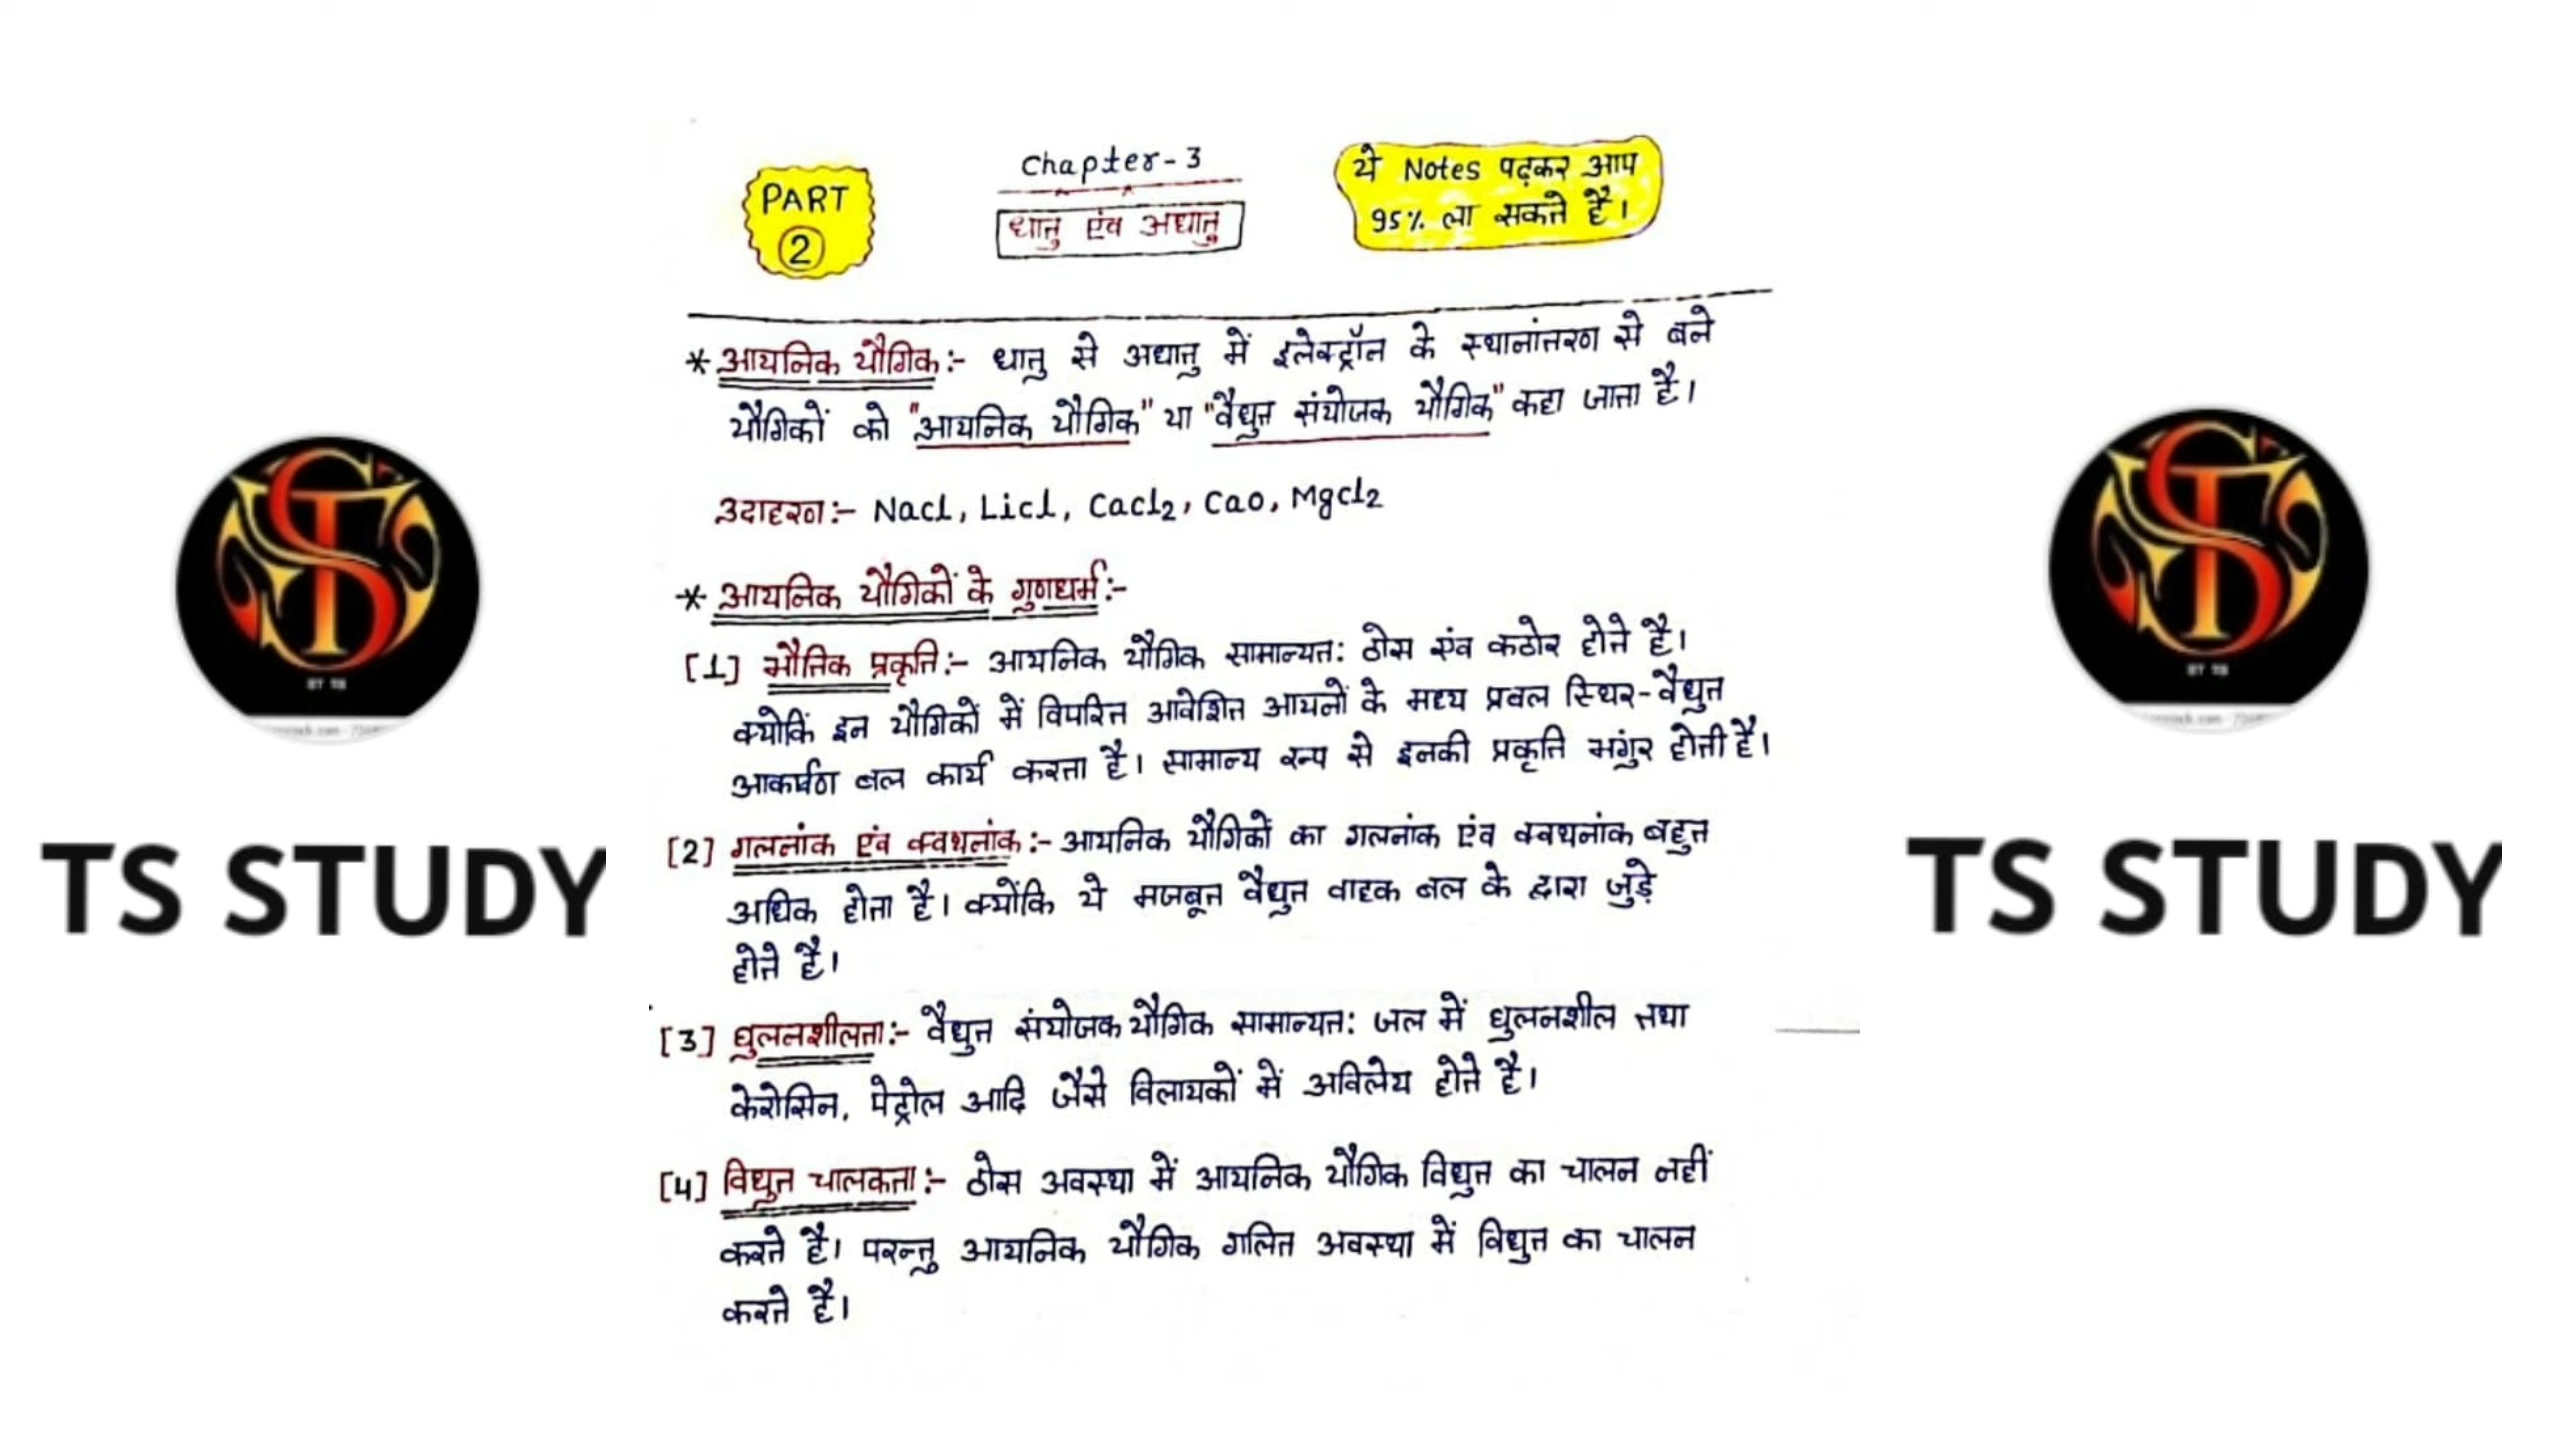 PART
2
Chapter-3
धातु एंव अधातु
ये Notes पढ़कर आप
95% ला सकते हैं।
* आयनिक यौगिक:- धातु से अधातु में इलेक्ट्रॉन के स्थानांतरण से बने
यौगिकों को "आयनिक यौगिक" या "वैधुत संयोजक यौगिक" कहा जाता है।
उदाहरण:- Nacl, Licl, Cacl2, Cao, Mgcl2
* आयनिक यौगिकों के गुणधर्म:-
[1] भौतिक प्रकृति:- आयनिक यौगिक सामान्यत: ठोस एंव कठोर होते है।
क्योकिं इन यौगिकों में विपरित आवेशित आयनों के मध्य प्रबल स्थिर-वैधुत
आकर्षण बल कार्य करता है। सामान्य रूप से इनकी प्रकृति भगुंर होती है।
[2] गलनांक एंव क्वथनांक:- आयनिक यौगिकों का गलनांक एंव क्वथनांक बहुत
अधिक होता है। क्योंकि ये मजबूत वैधुत वाहक बल के द्वारा जुड़े
होते है।
[3] धुलनशीलता:- वैधुत संयोजक यौगिक सामान्यत: जल में धुलनशील तथा
केरोसिन, पेट्रोल आदि जैसे विलायकों में अविलेय होते है।
[4] विधुत चालकता:- ठोस अवस्था में आयनिक यौगिक विधुत का चालन नहीं
करते है। परन्तु आयनिक यौगिक गलित अवस्था में विधुत का चालन
करते है।
TS STUDY
TS STUDY